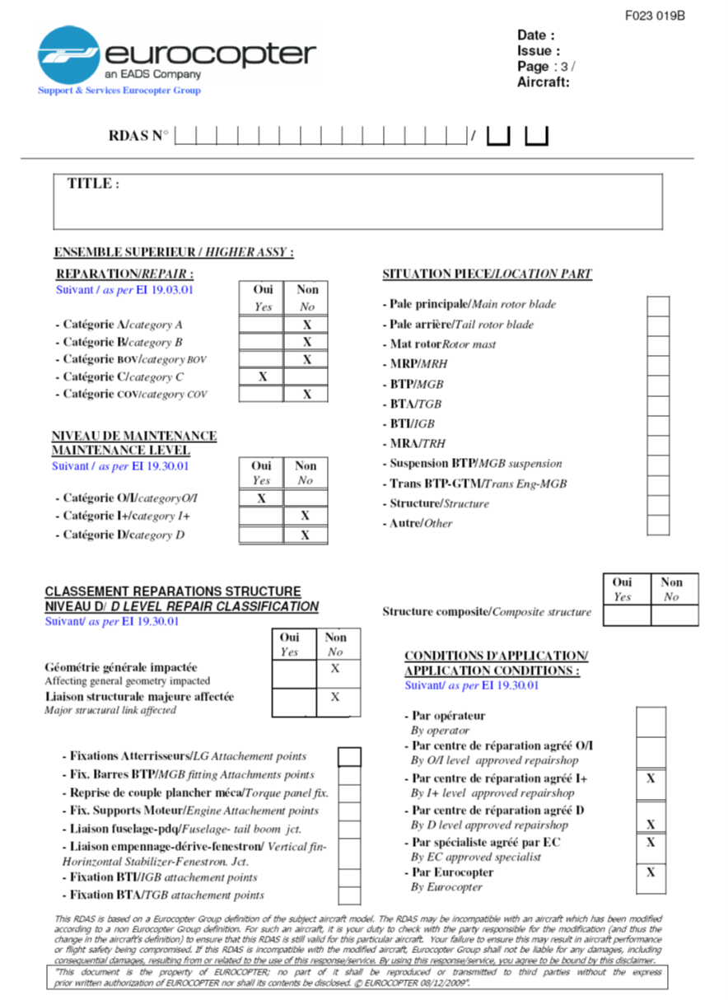 F023 019B
eurocopter
an EADS Company
Support & Services Eurocopter Group
Date :
Issue :
Page : 3 /
Aircraft:
RDAS N° /
TITLE :
ENSEMBLE SUPERIEUR / HIGHER ASSY :
REPARATION/REPAIR :
Suivant / as per EI 19.03.01
Oui Non
Yes No
- Catégorie A/category A X
- Catégorie B/category B X
- Catégorie BOV/category BOV X
- Catégorie C/category C X
- Catégorie COV/category COV X
NIVEAU DE MAINTENANCE
MAINTENANCE LEVEL
Suivant / as per EI 19.30.01
Oui Non
Yes No
- Catégorie O/I/categoryO/I X
- Catégorie I+/category I+ X
- Catégorie D/category D X
SITUATION PIECE/LOCATION PART
- Pale principale/Main rotor blade
- Pale arrière/Tail rotor blade
- Mat rotorRotor mast
- MRP/MRH
- BTP/MGB
- BTA/TGB
- BTI/IGB
- MRA/TRH
- Suspension BTP/MGB suspension
- Trans BTP-GTM/Trans Eng-MGB
- Structure/Structure
- Autre/Other
CLASSEMENT REPARATIONS STRUCTURE
NIVEAU D/ D LEVEL REPAIR CLASSIFICATION
Suivant/ as per EI 19.30.01
Oui Non
Yes No
Géométrie générale impactée X
Affecting general geometry impacted
Liaison structurale majeure affectée X
Major structural link affected
- Fixations Atterrisseurs/LG Attachement points
- Fix. Barres BTP/MGB fitting Attachments points
- Reprise de couple plancher méca/Torque panel fix.
- Fix. Supports Moteur/Engine Attachement points
- Liaison fuselage-pdq/Fuselage- tail boom jct.
- Liaison empennage-dérive-fenestron/ Vertical fin-
Horinzontal Stabilizer-Fenestron. Jct.
- Fixation BTI/IGB attachement points
- Fixation BTA/TGB attachement points
Oui Non
Yes No
Structure composite/Composite structure
CONDITIONS D'APPLICATION/
APPLICATION CONDITIONS :
Suivant/ as per EI 19.30.01
- Par opérateur
By operator
- Par centre de réparation agréé O/I
By O/I level approved repairshop
- Par centre de réparation agréé I+ X
By I+ level approved repairshop
- Par centre de réparation agréé D
By D level approved repairshop X
- Par spécialiste agréé par EC X
By EC approved specialist
- Par Eurocopter X
By Eurocopter
This RDAS is based on a Eurocopter Group definition of the subject aircraft model. The RDAS may be incompatible with an aircraft which has been modified
according to a non Eurocopter Group definition. For such an aircraft, it is your duty to check with the party responsible for the modification (and thus the
change in the aircraft's definition) to ensure that this RDAS is still valid for this particular aircraft. Your failure to ensure this may result in aircraft performance
or flight safety being compromised. If this RDAS is incompatible with the modified aircraft, Eurocopter Group shall not be liable for any damages, including
consequential damages, resulting from or related to the use of this response/service. By using this response/service, you agree to be bound by this disclaimer.
"This document is the property of EUROCOPTER; no part of it shall be reproduced or transmitted to third parties without the express
prior written authorization of EUROCOPTER nor shall its contents be disclosed. © EUROCOPTER 08/12/2009".